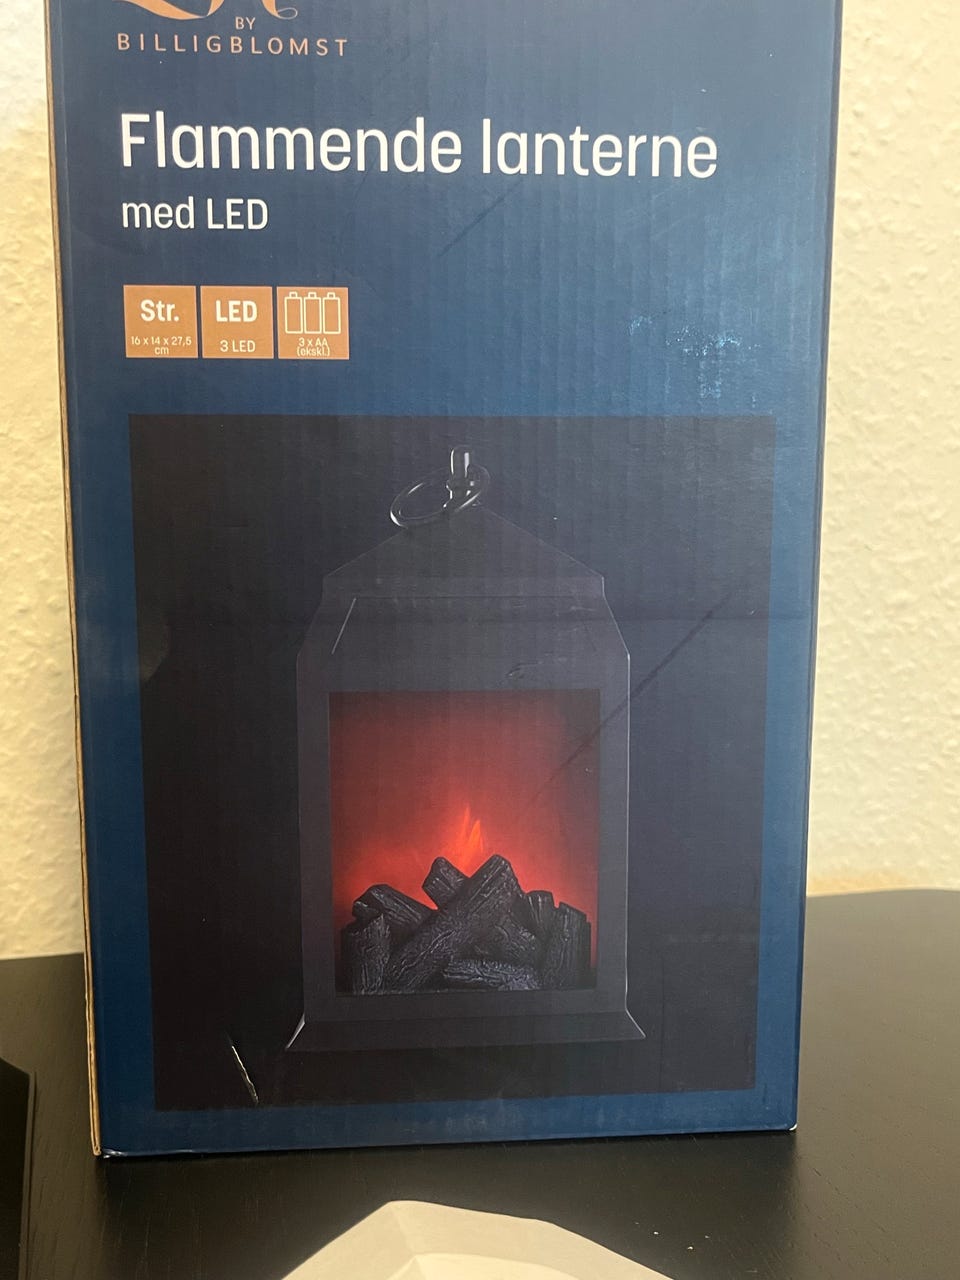 BY
BILLIGBLOMST
Flammende lanterne
med LED
Str.
16 x 14 x 27,5
cm
LED
3 LED
3 x AA
(ekskl.)